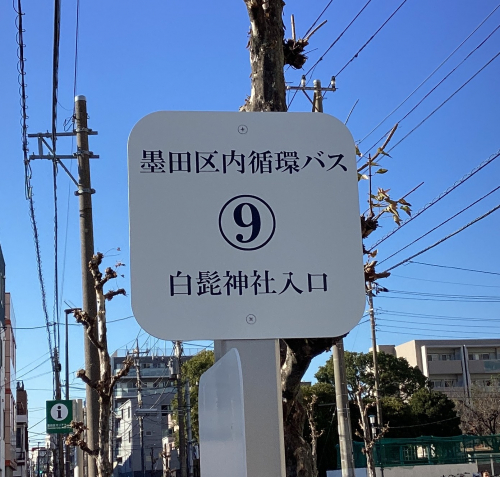 墨田区内循環バス
⑨
白髭神社入口
i